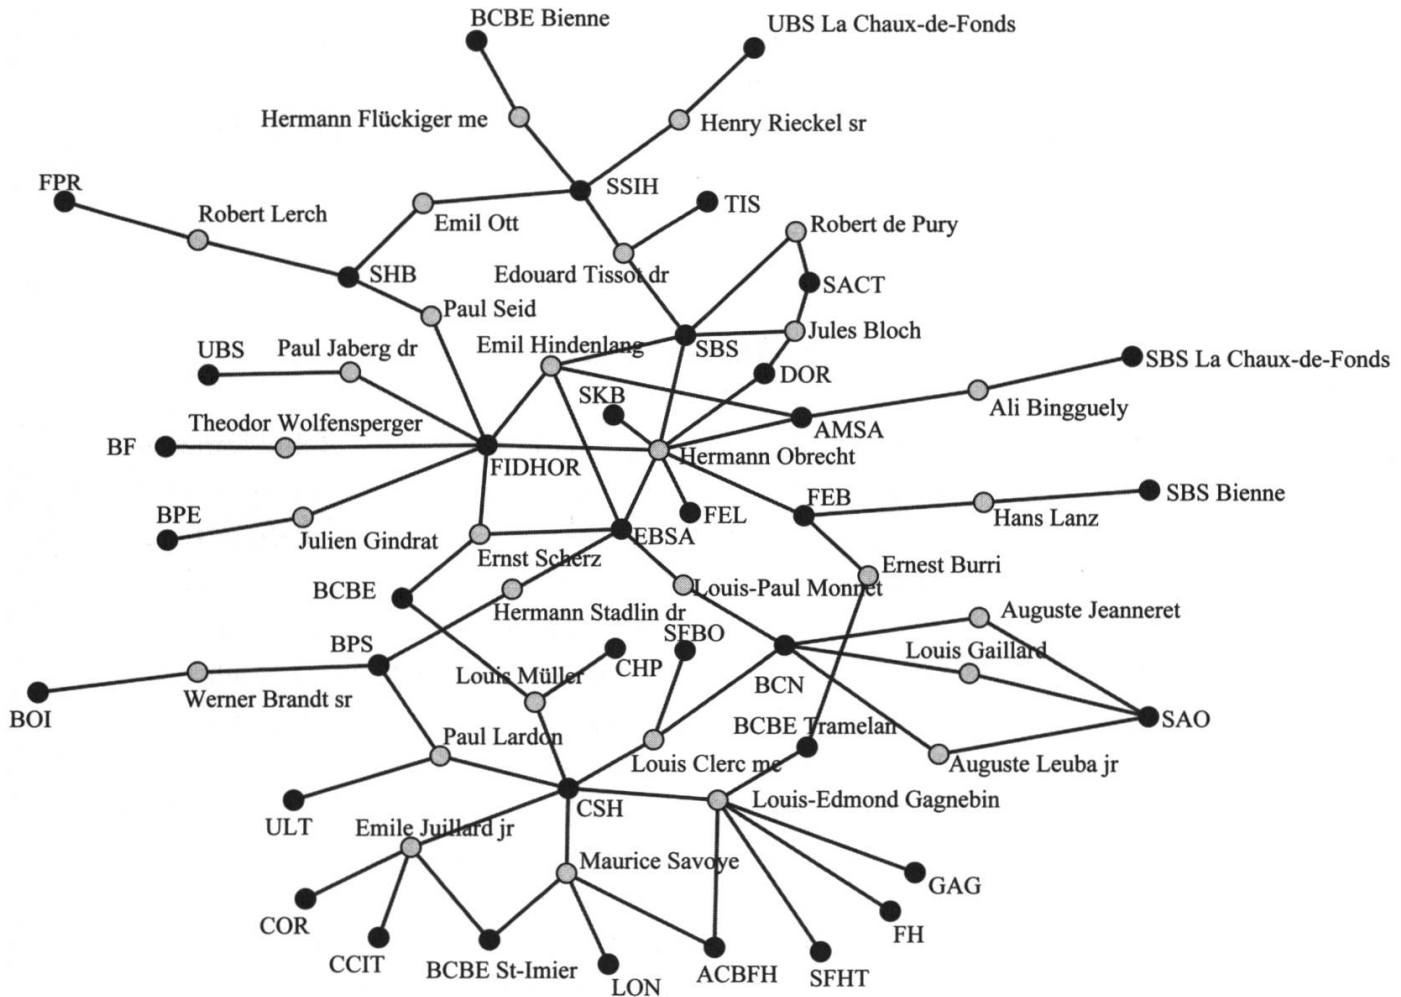 BCBE Bienne
UBS La Chaux-de-Fonds
Hermann Flückiger me
Henry Rieckel sr
FPR
SSIH
Robert Lerch
TIS
Emil Ott
Robert de Pury
SHB
Edouard Tissot dr
SACT
Paul Seid
Jules Bloch
UBS
Paul Jaberg dr
Emil Hindenlang
SBS
SBS La Chaux-de-Fonds
DOR
SKB
Ali Bingguely
BF
Theodor Wolfensperger
AMSA
FIDHOR
Hermann Obrecht
BPE
FEB
SBS Bienne
FEL
Hans Lanz
Julien Gindrat
EBSA
Ernst Scherz
Ernest Burri
BCBE
Louis-Paul Monnet
Hermann Stadlin dr
Auguste Jeanneret
SFBO
BPS
Louis Gaillard
CHP
Louis Müller
BCN
Werner Brandt sr
BOI
SAO
BCBE Tramelan
Paul Lardon
Louis Clerc me
Auguste Leuba jr
CSH
Louis-Edmond Gagnebin
ULT
Emile Juillard jr
Maurice Savoye
GAG
COR
FH
CCIT
BCBE St-Imier
ACBFH
SFHT
LON